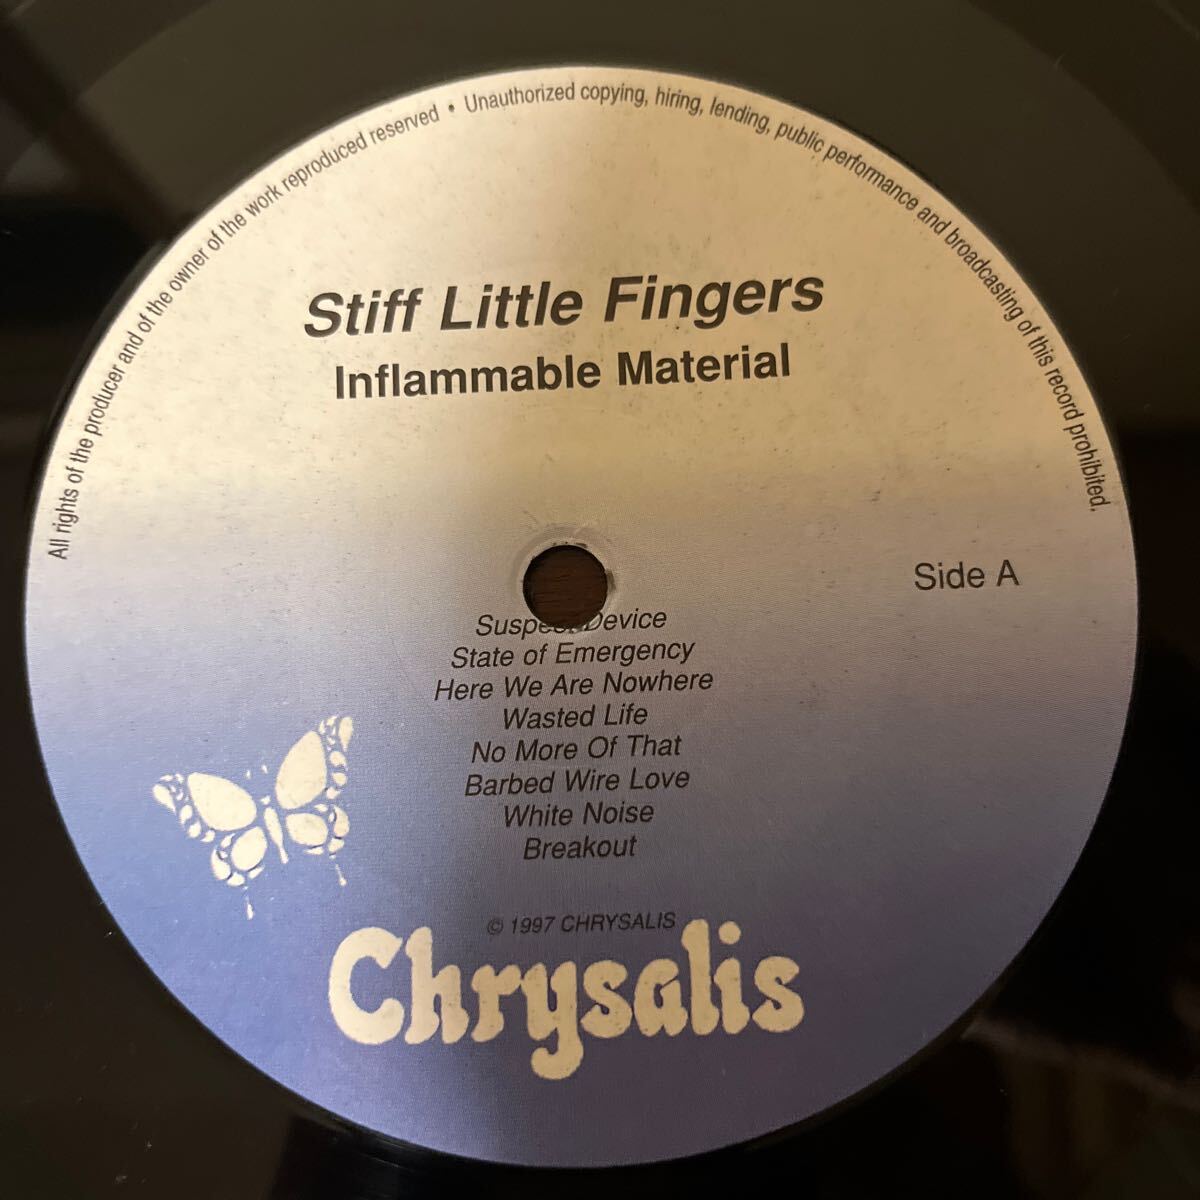 All rights of the producer and of the owner of the work reproduced reserved • Unauthorized copying, hiring, lending, public performance and broadcasting of this record prohibited.
Stiff Little Fingers
Inflammable Material
Side A
Suspect Device
State of Emergency
Here We Are Nowhere
Wasted Life
No More Of That
Barbed Wire Love
White Noise
Breakout
© 1997 CHRYSALIS
Chrysalis